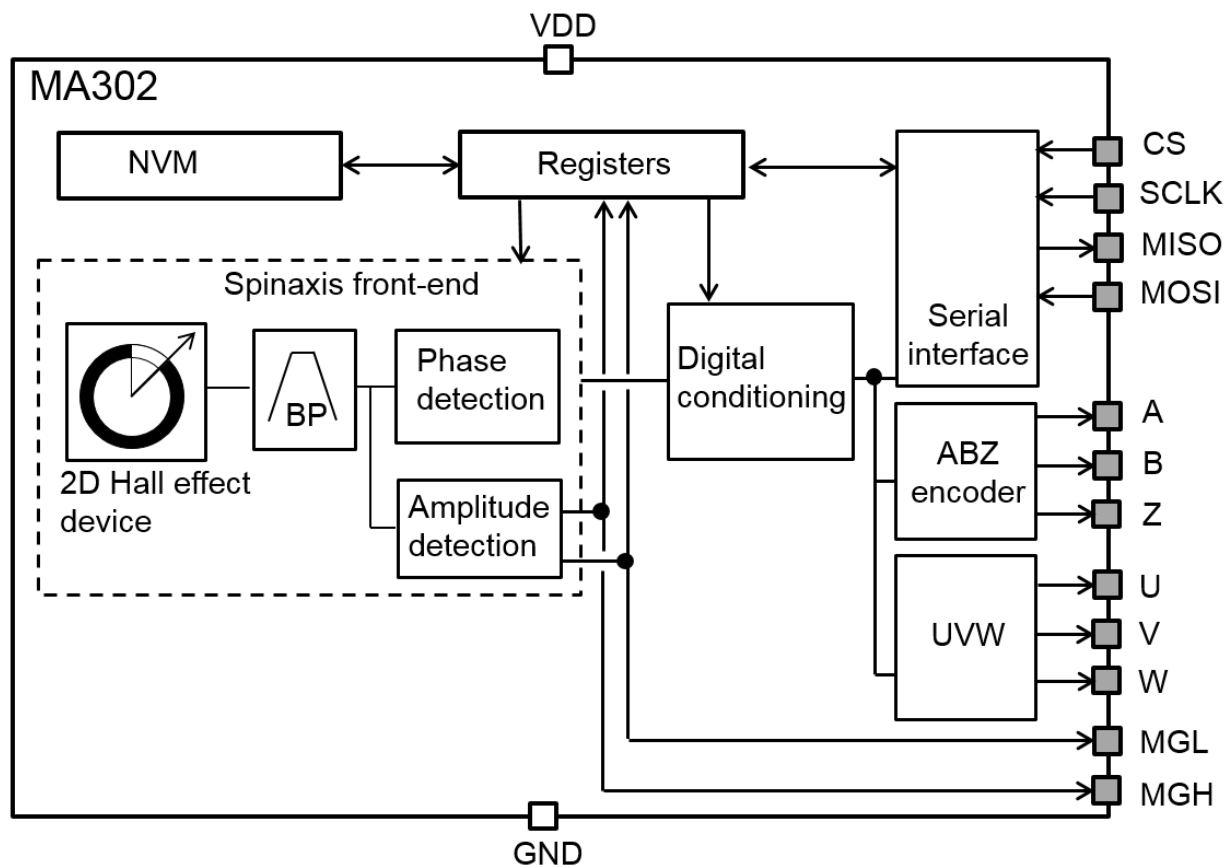 VDD
MA302
NVM
Registers
CS
SCLK
MISO
MOSI
Serial
interface
Spinaxis front-end
Phase
detection
BP
2D Hall effect
device
Amplitude
detection
Digital
conditioning
ABZ
encoder
A
B
Z
UVW
U
V
W
MGL
MGH
GND